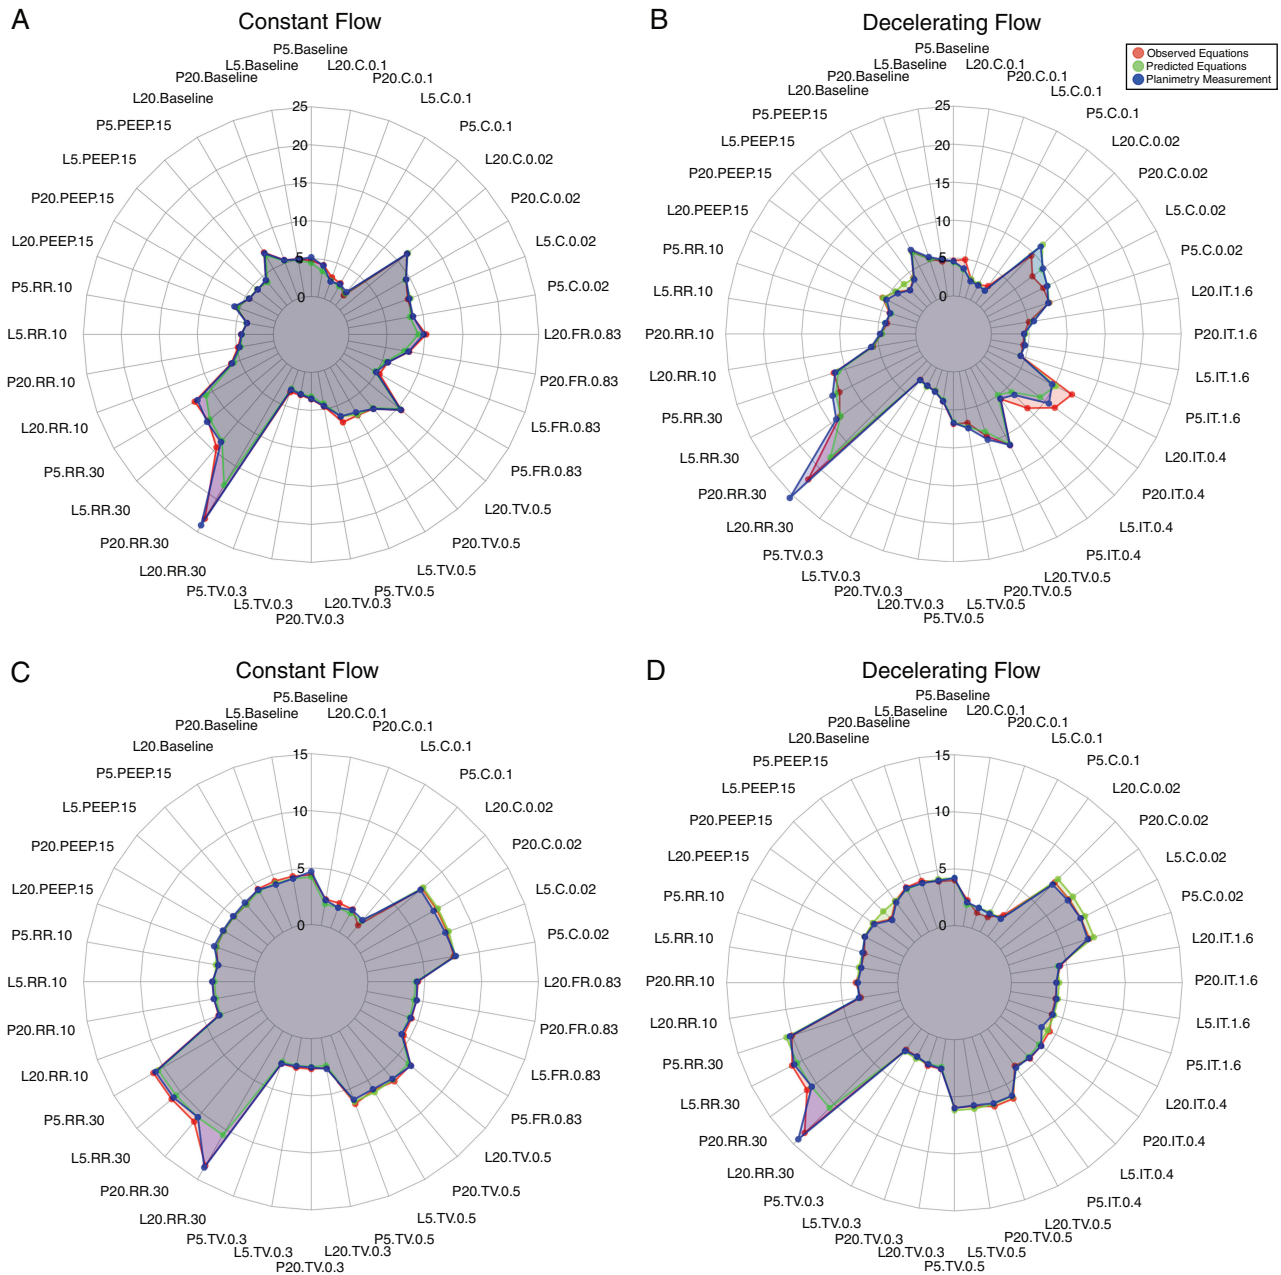 A
Constant Flow
P5.Baseline
L20.C.0.1
P20.C.0.1
L5.C.0.1
P5.C.0.1
L20.C.0.02
P20.C.0.02
L5.C.0.02
P5.C.0.02
L20.FR.0.83
P20.FR.0.83
L5.FR.0.83
P5.FR.0.83
L20.TV.0.5
P20.TV.0.5
L5.TV.0.5
P5.TV.0.5
L20.TV.0.3
P20.TV.0.3
L5.TV.0.3
P5.TV.0.3
L20.RR.30
P20.RR.30
L5.RR.30
P5.RR.30
L20.RR.10
P20.RR.10
L5.RR.10
P5.RR.10
L20.PEEP.15
P20.PEEP.15
L5.PEEP.15
P5.PEEP.15
L20.Baseline
P20.Baseline
L5.Baseline
25
20
15
10
5
0
B
Decelerating Flow
Observed Equations
Predicted Equations
Planimetry Measurement
P5.Baseline
L20.C.0.1
P20.C.0.1
L5.C.0.1
P5.C.0.1
L20.C.0.02
P20.C.0.02
L5.C.0.02
P5.C.0.02
L20.IT.1.6
P20.IT.1.6
L5.IT.1.6
P5.IT.1.6
L20.IT.0.4
P20.IT.0.4
L5.IT.0.4
P5.IT.0.4
L20.TV.0.5
P20.TV.0.5
L5.TV.0.5
P5.TV.0.5
L20.TV.0.3
P20.TV.0.3
L5.TV.0.3
P5.TV.0.3
L20.RR.30
P20.RR.30
L5.RR.30
P5.RR.30
L20.RR.10
P20.RR.10
L5.RR.10
P5.RR.10
L20.PEEP.15
P20.PEEP.15
L5.PEEP.15
P5.PEEP.15
L20.Baseline
P20.Baseline
L5.Baseline
25
20
15
10
5
0
C
Constant Flow
P5.Baseline
L20.C.0.1
P20.C.0.1
L5.C.0.1
P5.C.0.1
L20.C.0.02
P20.C.0.02
L5.C.0.02
P5.C.0.02
L20.FR.0.83
P20.FR.0.83
L5.FR.0.83
P5.FR.0.83
L20.TV.0.5
P20.TV.0.5
L5.TV.0.5
P5.TV.0.5
L20.TV.0.3
P20.TV.0.3
L5.TV.0.3
P5.TV.0.3
L20.RR.30
P20.RR.30
L5.RR.30
P5.RR.30
L20.RR.10
P20.RR.10
L5.RR.10
P5.RR.10
L20.PEEP.15
P20.PEEP.15
L5.PEEP.15
P5.PEEP.15
L20.Baseline
P20.Baseline
L5.Baseline
15
10
5
0
D
Decelerating Flow
P5.Baseline
L20.C.0.1
P20.C.0.1
L5.C.0.1
P5.C.0.1
L20.C.0.02
P20.C.0.02
L5.C.0.02
P5.C.0.02
L20.IT.1.6
P20.IT.1.6
L5.IT.1.6
P5.IT.1.6
L20.IT.0.4
P20.IT.0.4
L5.IT.0.4
P5.IT.0.4
L20.TV.0.5
P20.TV.0.5
L5.TV.0.5
P5.TV.0.5
L20.TV.0.3
P20.TV.0.3
L5.TV.0.3
P5.TV.0.3
L20.RR.30
P20.RR.30
L5.RR.30
P5.RR.30
L20.RR.10
P20.RR.10
L5.RR.10
P5.RR.10
L20.PEEP.15
P20.PEEP.15
L5.PEEP.15
P5.PEEP.15
L20.Baseline
P20.Baseline
L5.Baseline
15
10
5
0